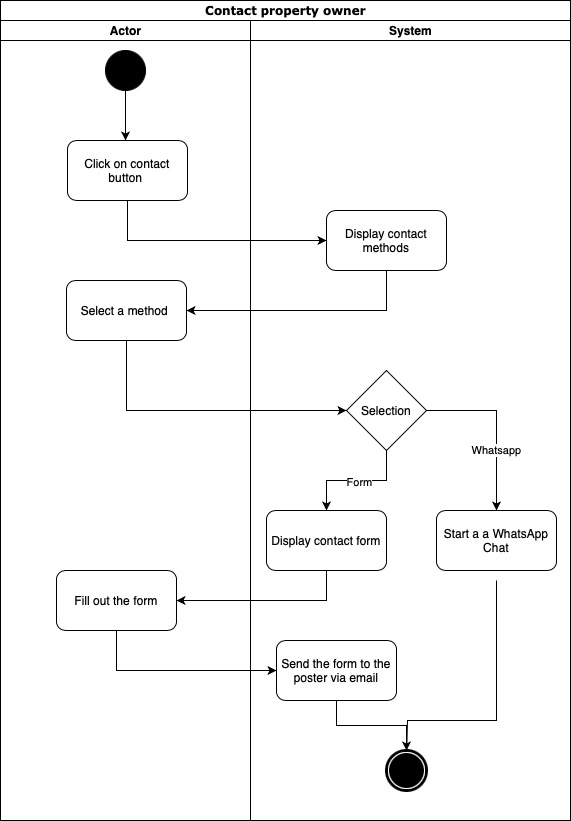 Contact property owner
Actor
System
Click on contact
button
Display contact
methods
Select a method
Selection
Whatsapp
Form
Display contact form
Start a a WhatsApp
Chat
Fill out the form
Send the form to the
poster via email